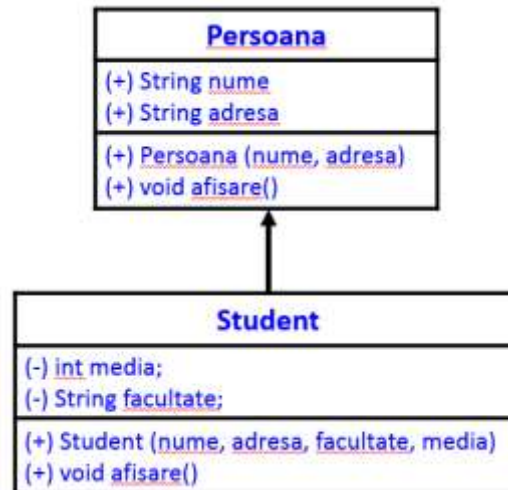 Persoana
(+) String nume
(+) String adresa
(+) Persoana (nume, adresa)
(+) void afisare()
Student
(-) int media;
(-) String facultate;
(+) Student (nume, adresa, facultate, media)
(+) void afisare()